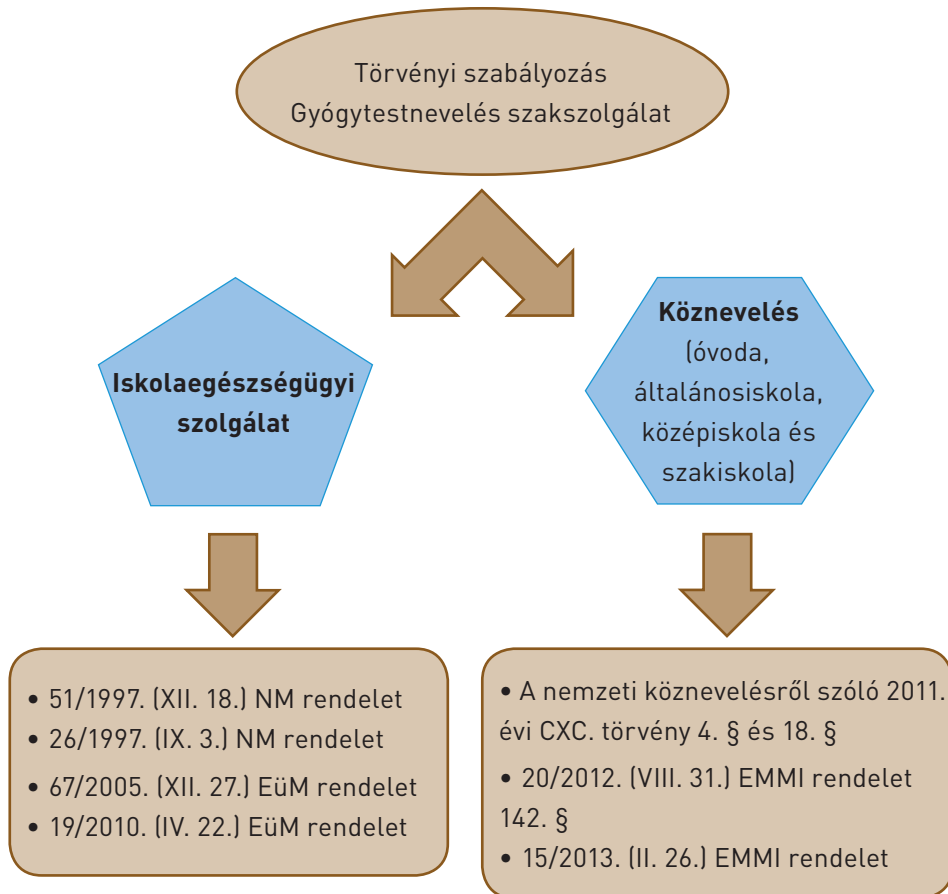 Törvényi szabályozás
Gyógytestnevelés szakszolgálat
Iskolaegészségügyi
szolgálat
Köznevelés
(óvoda,
általánosiskola,
középiskola és
szakiskola)
• 51/1997. (XII. 18.) NM rendelet
• 26/1997. (IX. 3.) NM rendelet
• 67/2005. (XII. 27.) EüM rendelet
• 19/2010. (IV. 22.) EüM rendelet
• A nemzeti köznevelésről szóló 2011.
évi CXC. törvény 4. § és 18. §
• 20/2012. (VIII. 31.) EMMI rendelet
142. §
• 15/2013. (II. 26.) EMMI rendelet